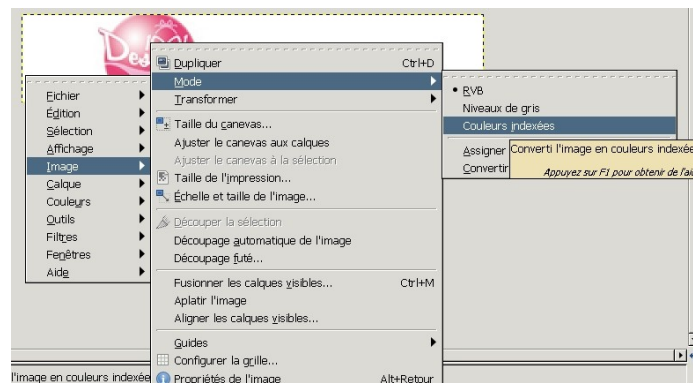 Des
Fichier
Édition
Sélection
Affichage
Image
Calque
Couleurs
Outils
Filtres
Fenêtres
Aide
Dupliquer Ctrl+D
Mode
Transformer
Taille du canevas...
Ajuster le canevas aux calques
Ajuster le canevas à la sélection
Taille de l'impression...
Échelle et taille de l'image...
Découper la sélection
Découpage automatique de l'image
Découpage futé...
Fusionner les calques visibles... Ctrl+M
Aplatir l'image
Aligner les calques visibles...
Guides
Configurer la grille...
Propriétés de l'image Alt+Retour
RVB
Niveaux de gris
Couleurs indexées
Assigner
Convertir
Converti l'image en couleurs indexée
Appuyez sur F1 pour obtenir de l'ai
l'image en couleurs indexée